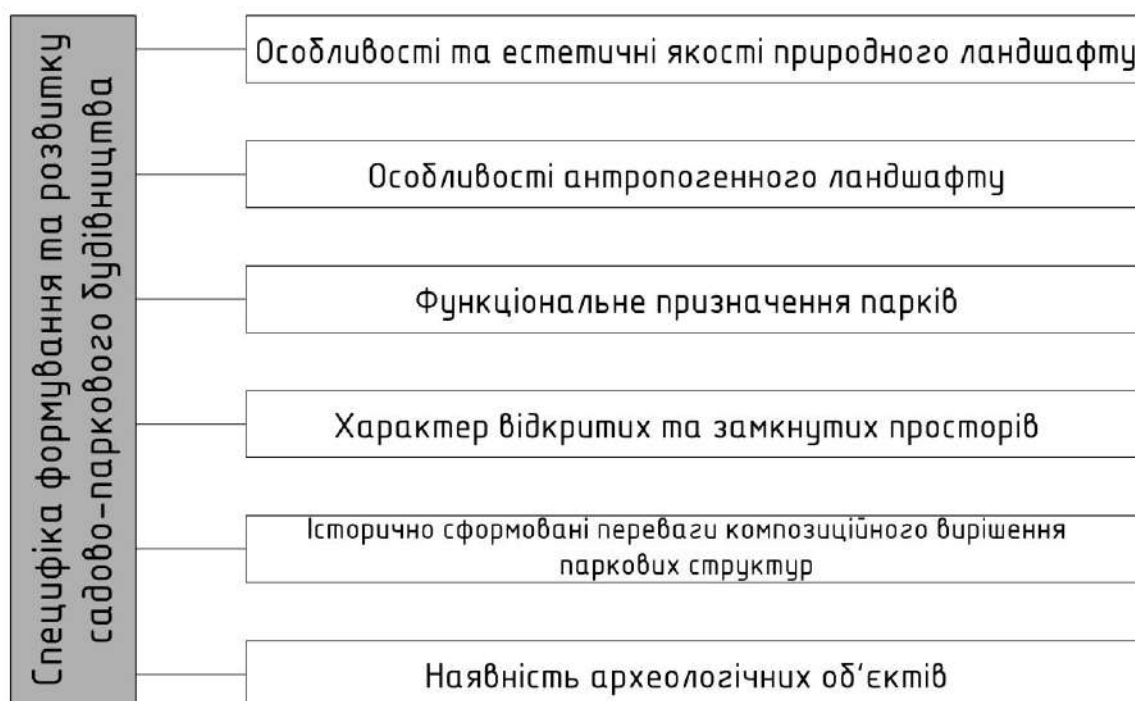 Специфіка формування та розвитку
садово-паркового будівництва
Особливості та естетичні якості природного ландшафту
Особливості антропогенного ландшафту
Функціональне призначення парків
Характер відкритих та замкнутих просторів
Історично сформовані переваги композиційного вирішення
паркових структур
Наявність археологічних об'єктів